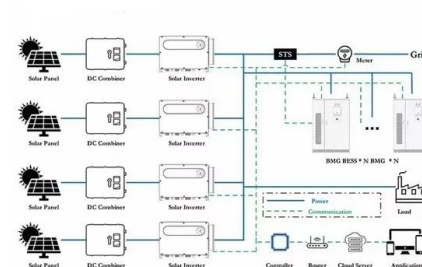 STS
Meter
Gri
Solar Panel DC Combiner Solar Inverter
Solar Panel DC Combiner Solar Inverter
BMG BESS * N BMG * N
Solar Panel DC Combiner Solar Inverter
Power
Communication
Load
Solar Panel DC Combiner Solar Inverter
Controller Router Cloud Server Application